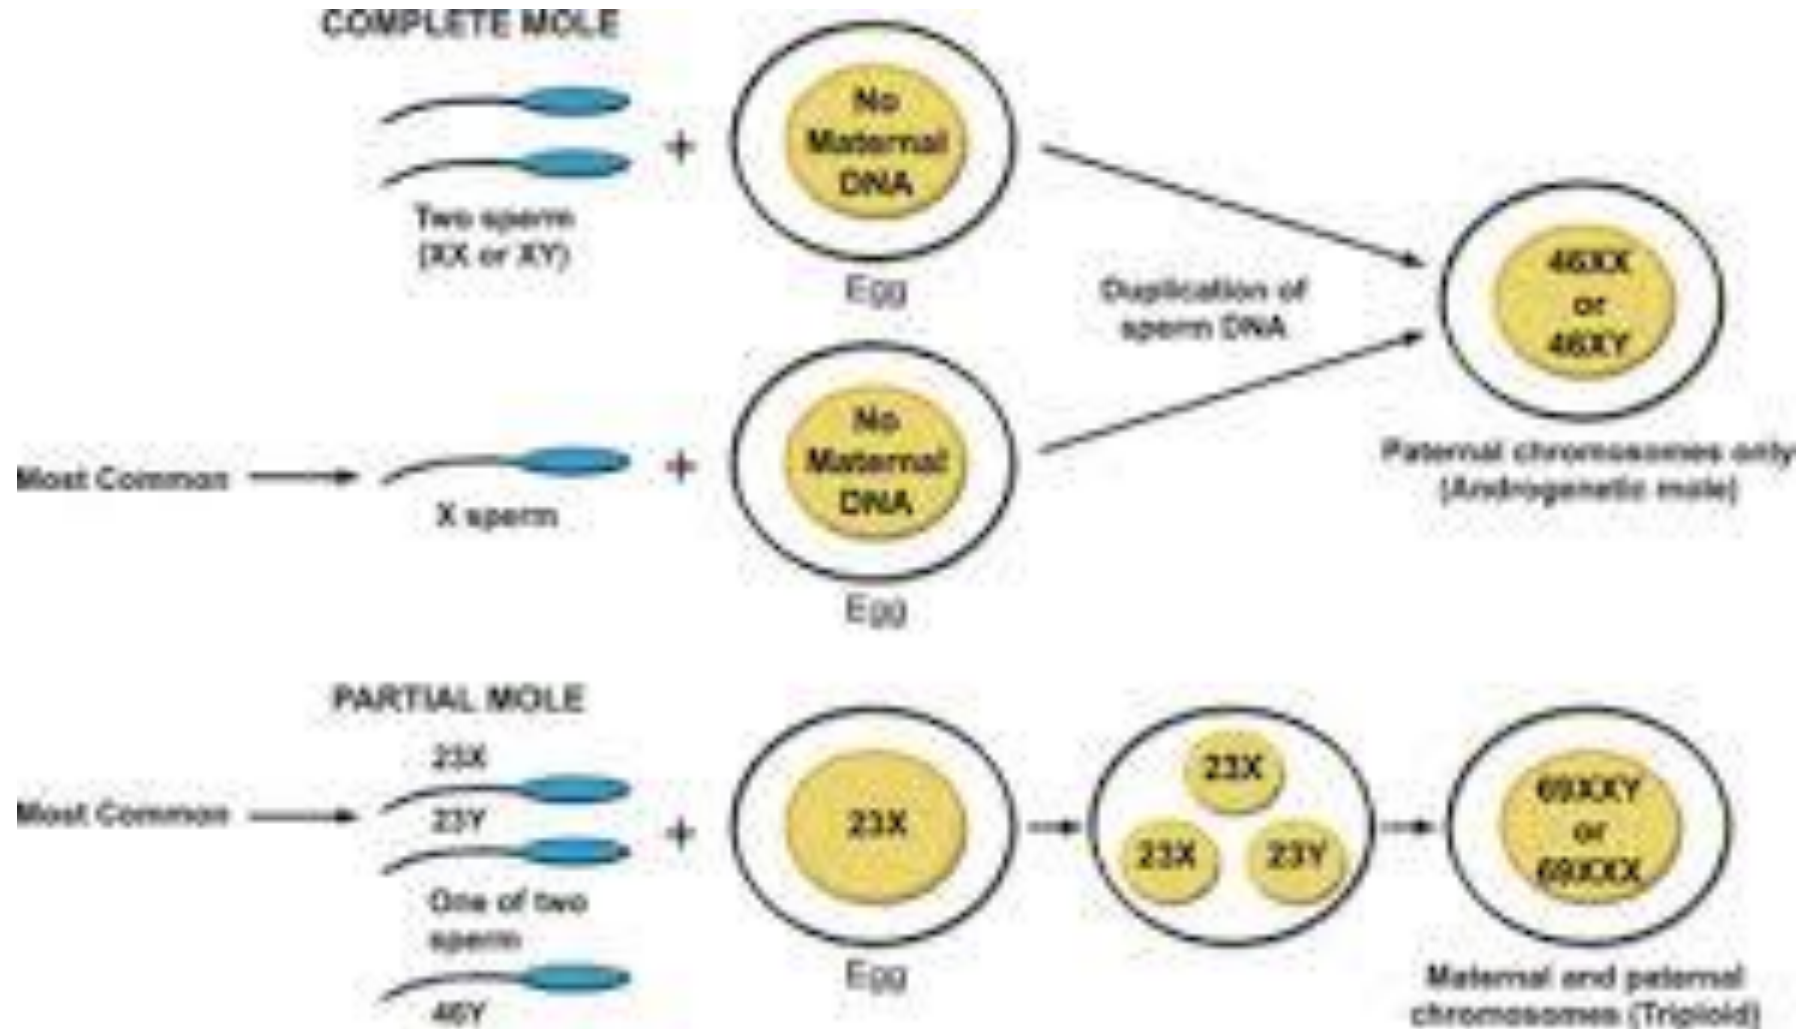 COMPLETE MOLE
Two sperm
(XX or XY)
+
No
Maternal
DNA
Egg
Duplication of
sperm DNA
46XX
or
46XY
Paternal chromosomes only
(Androgenetic mole)
Most Common
X sperm
+
No
Maternal
DNA
Egg
PARTIAL MOLE
Most Common
23X
23Y
One of two
sperm
46Y
+
23X
Egg
23X
23X
23Y
69XXY
or
69XXX
Maternal and paternal
chromosomes (Triploid)